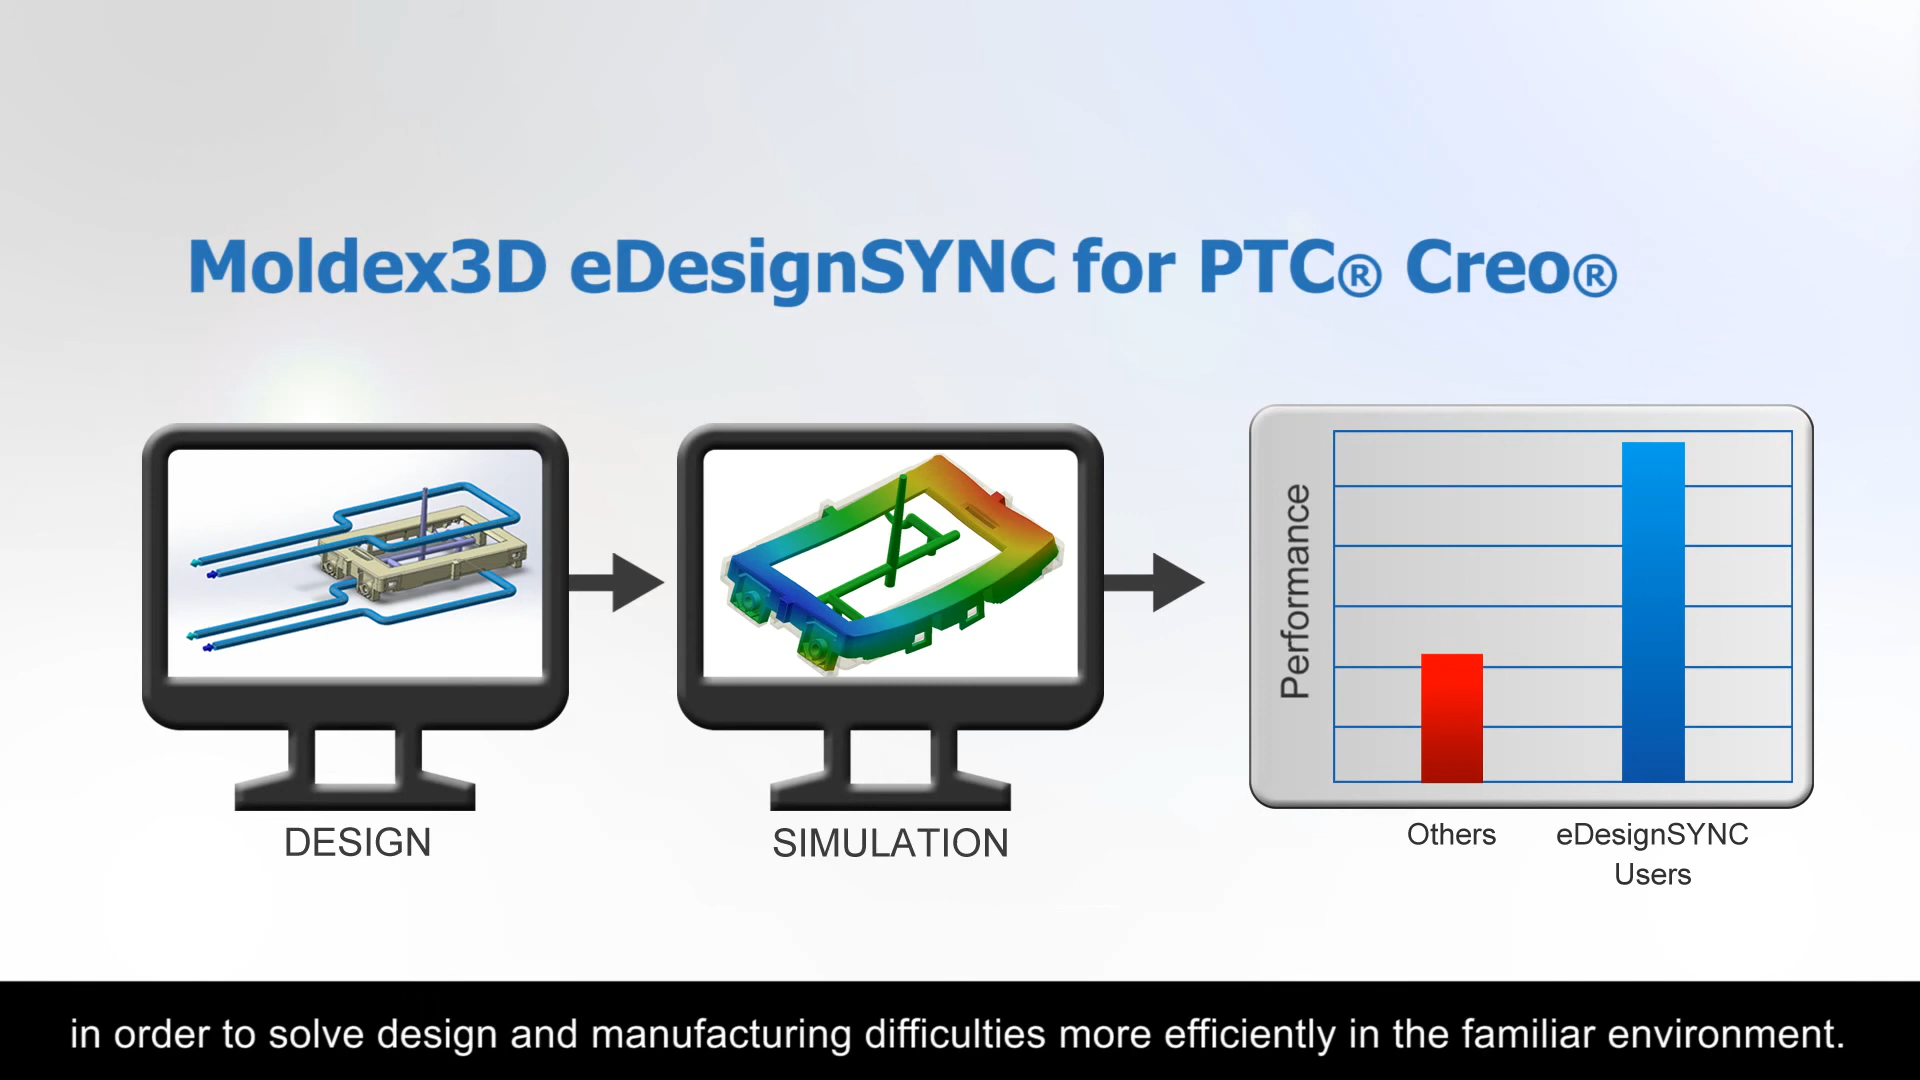 Moldex3D eDesignSYNC for PTC® Creo®
Performance
DESIGN
SIMULATION
Others
eDesignSYNC
Users
in order to solve design and manufacturing difficulties more efficiently in the familiar environment.